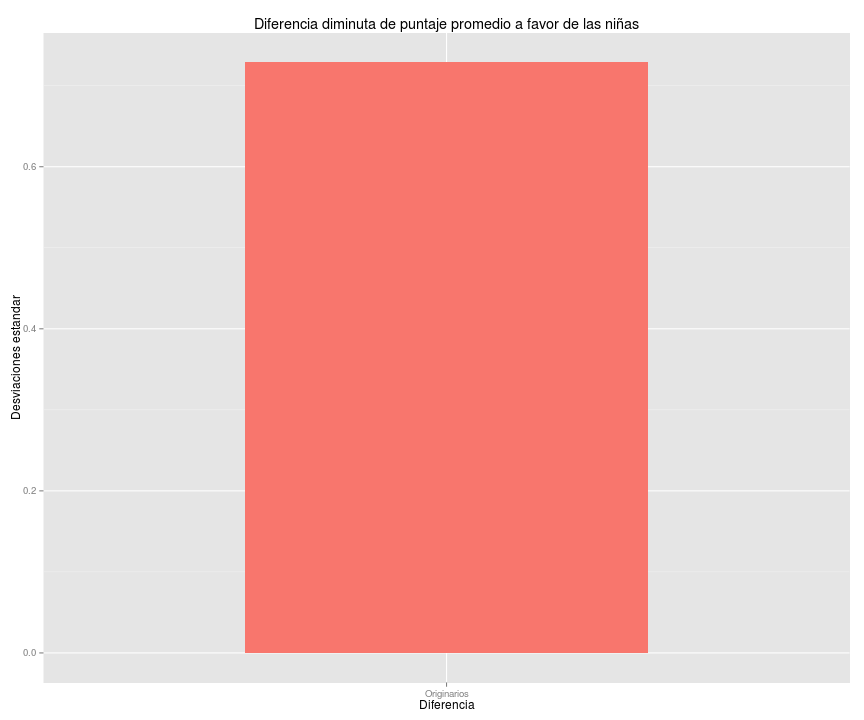 Diferencia diminuta de puntaje promedio a favor de las niñas
Desviaciones estandar
0.6
0.4
0.2
0.0
Originarios
Diferencia